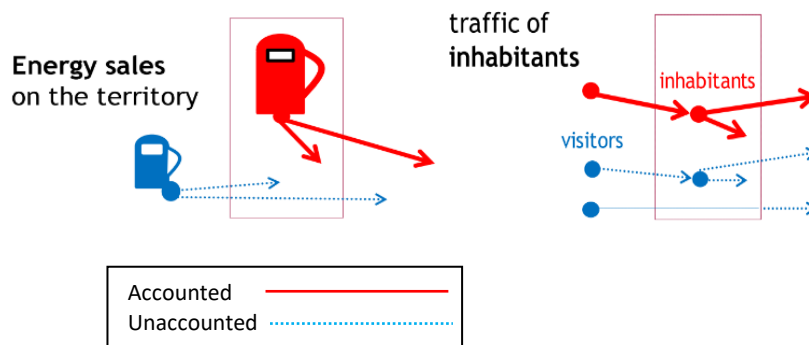 Energy sales
on the territory
traffic of
inhabitants
inhabitants
visitors
Accounted
Unaccounted